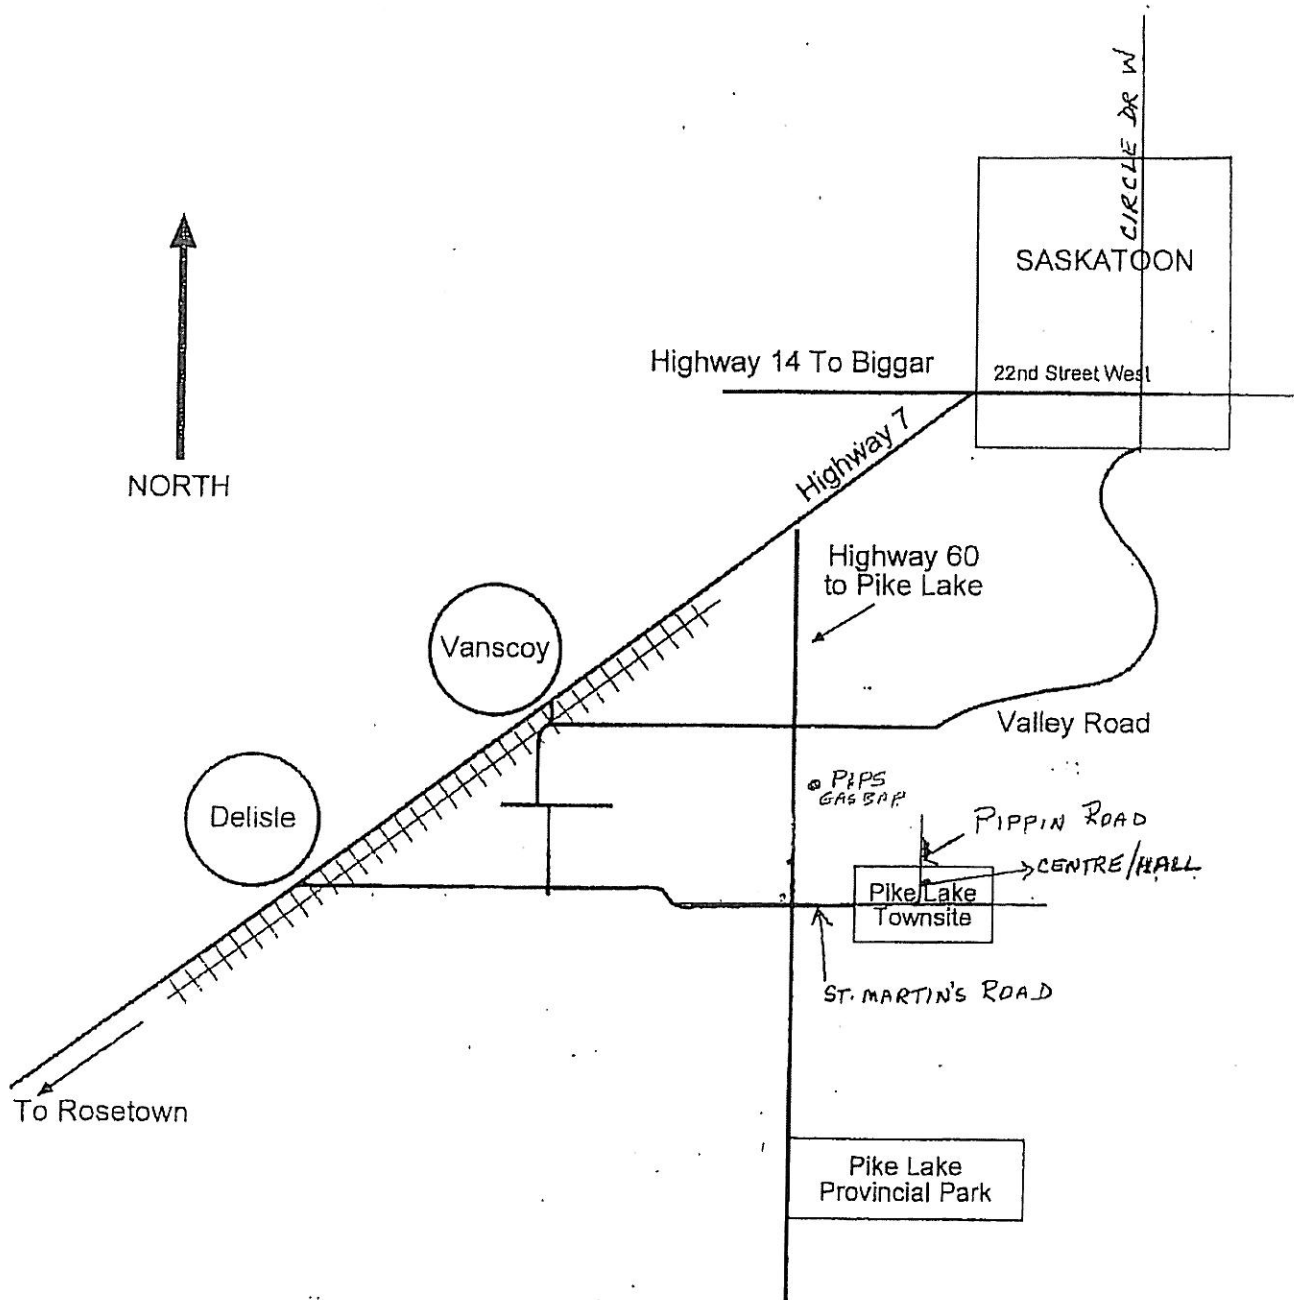 CIRCLE DR W
SASKATOON
Highway 14 To Biggar
22nd Street West
Highway 7
NORTH
Highway 60
to Pike Lake
Vanscoy
Valley Road
PIPS
GAS BAR
Delisle
PIPPIN ROAD
CENTRE/HALL
Pike Lake
Townsite
ST. MARTIN'S ROAD
To Rosetown
Pike Lake
Provincial Park